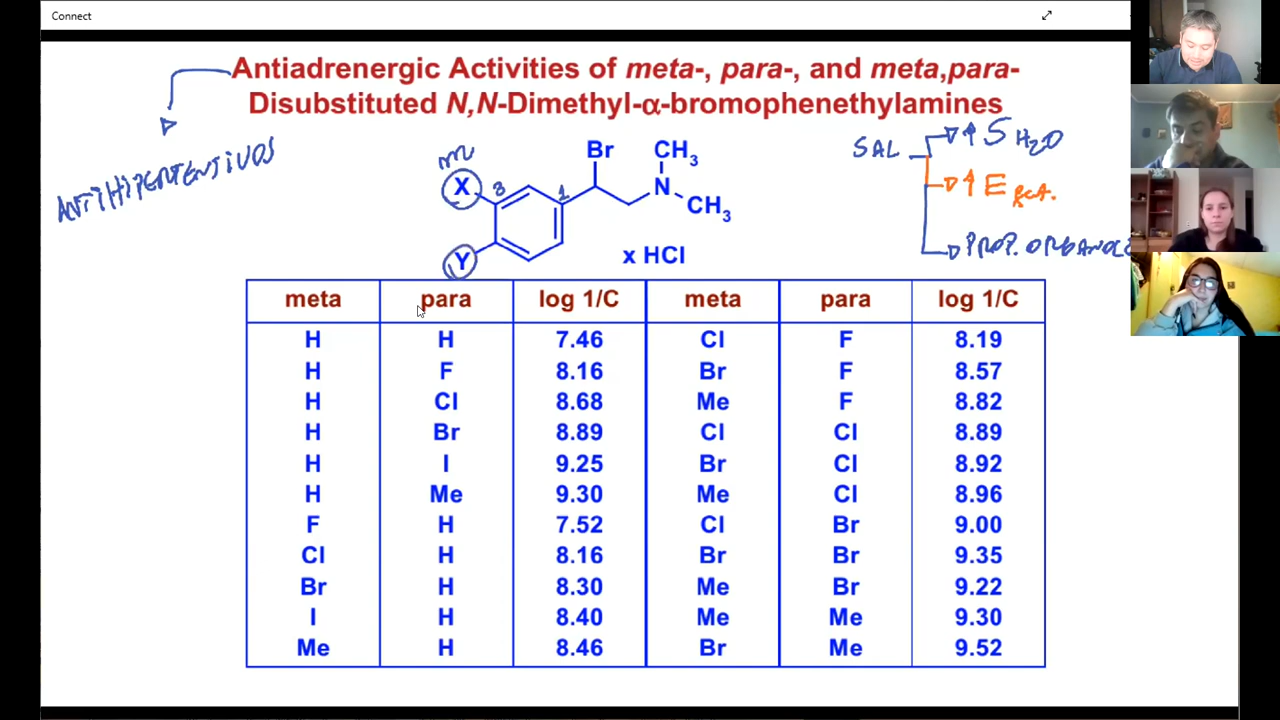 Connect
Antiadrenergic Activities of meta-, para-, and meta,para-
Disubstituted N,N-Dimethyl-α-bromophenethylamines
ANTIHIPERTENSIVOS
m
X 3 1 Br CH3
N
CH3
Y
x HCl
SAL ↑ S H2O
↑ E
PROP. ORGANOL
meta para log 1/C meta para log 1/C
H H 7.46 Cl F 8.19
H F 8.16 Br F 8.57
H Cl 8.68 Me F 8.82
H Br 8.89 Cl Cl 8.89
H I 9.25 Br Cl 8.92
H Me 9.30 Me Cl 8.96
F H 7.52 Cl Br 9.00
Cl H 8.16 Br Br 9.35
Br H 8.30 Me Br 9.22
I H 8.40 Me Me 9.30
Me H 8.46 Br Me 9.52